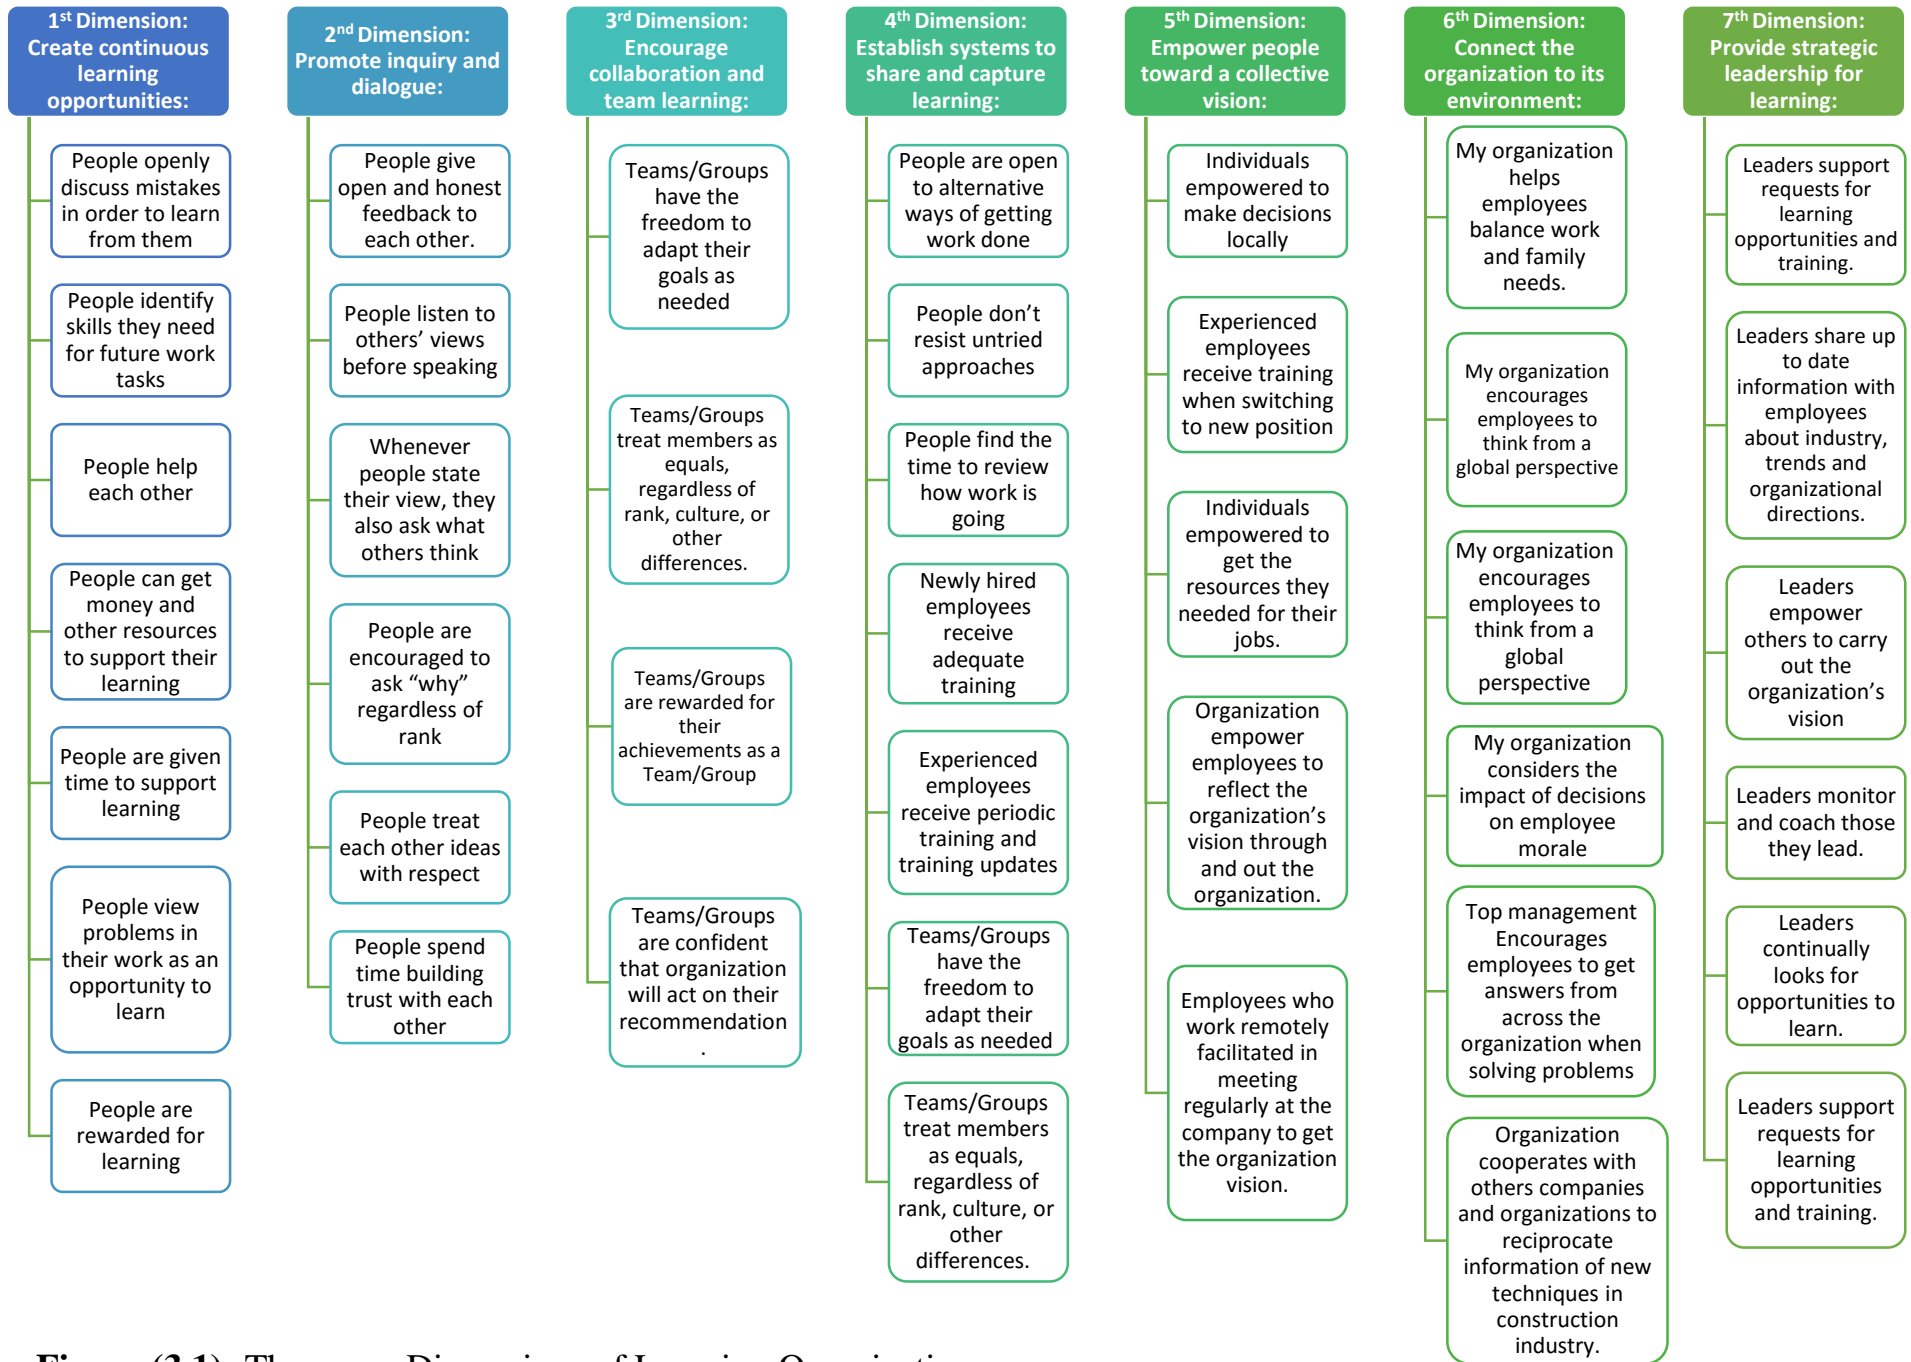 1st Dimension:
Create continuous
learning
opportunities:
People openly
discuss mistakes
in order to learn
from them
People identify
skills they need
for future work
tasks
People help
each other
People can get
money and
other resources
to support their
learning
People are given
time to support
learning
People view
problems in
their work as an
opportunity to
learn
People are
rewarded for
learning
2nd Dimension:
Promote inquiry and
dialogue:
People give
open and honest
feedback to
each other.
People listen to
others’ views
before speaking
Whenever
people state
their view, they
also ask what
others think
People are
encouraged to
ask “why”
regardless of
rank
People treat
each other ideas
with respect
People spend
time building
trust with each
other
3rd Dimension:
Encourage
collaboration and
team learning:
Teams/Groups
have the
freedom to
adapt their
goals as
needed
Teams/Groups
treat members as
equals,
regardless of
rank, culture, or
other
differences.
Teams/Groups
are rewarded for
their
achievements as a
Team/Group
Teams/Groups
are confident
that organization
will act on their
recommendation
.
4th Dimension:
Establish systems to
share and capture
learning:
People are open
to alternative
ways of getting
work done
People don’t
resist untried
approaches
People find the
time to review
how work is
going
Newly hired
employees
receive
adequate
training
Experienced
employees
receive periodic
training and
training updates
Teams/Groups
have the
freedom to
adapt their
goals as needed
Teams/Groups
treat members
as equals,
regardless of
rank, culture, or
other
differences.
5th Dimension:
Empower people
toward a collective
vision:
Individuals
empowered to
make decisions
locally
Experienced
employees
receive training
when switching
to new position
Individuals
empowered to
get the
resources they
needed for their
jobs.
Organization
empower
employees to
reflect the
organization’s
vision through
and out the
organization.
Employees who
work remotely
facilitated in
meeting
regularly at the
company to get
the organization
vision.
6th Dimension:
Connect the
organization to its
environment:
My organization
helps
employees
balance work
and family
needs.
My organization
encourages
employees to
think from a
global perspective
My organization
encourages
employees to
think from a
global
perspective
My organization
considers the
impact of decisions
on employee
morale
Top management
Encourages
employees to get
answers from
across the
organization when
solving problems
Organization
cooperates with
others companies
and organizations to
reciprocate
information of new
techniques in
construction
industry.
7th Dimension:
Provide strategic
leadership for
learning:
Leaders support
requests for
learning
opportunities and
training.
Leaders share up
to date
information with
employees
about industry,
trends and
organizational
directions.
Leaders
empower
others to carry
out the
organization’s
vision
Leaders monitor
and coach those
they lead.
Leaders
continually
looks for
opportunities to
learn.
Leaders support
requests for
learning
opportunities
and training.